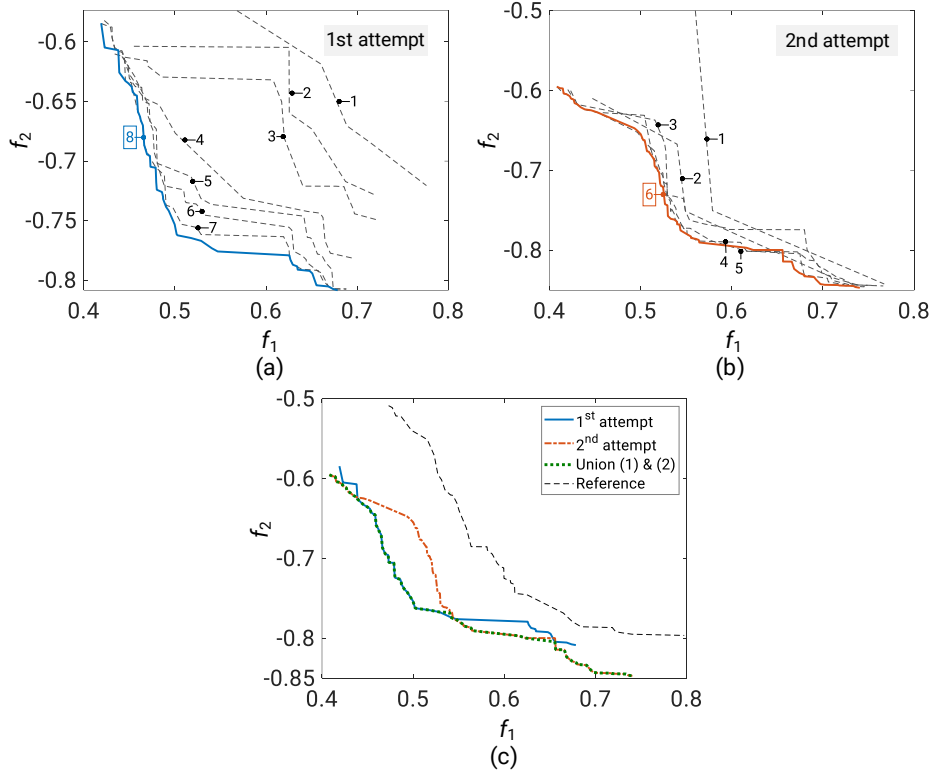 1st attempt
-0.6
-0.65
-0.7
-0.75
-0.8
f2
1
2
3
4
5
6
7
8
0.4 0.5 0.6 0.7 0.8
f1
(a)
2nd attempt
-0.5
-0.6
-0.7
-0.8
f2
1
3
2
6
4
5
0.4 0.5 0.6 0.7 0.8
f1
(b)
-0.5
-0.6
-0.7
-0.8
-0.85
f2
1st attempt
2nd attempt
Union (1) & (2)
Reference
0.4 0.5 0.6 0.7 0.8
f1
(c)